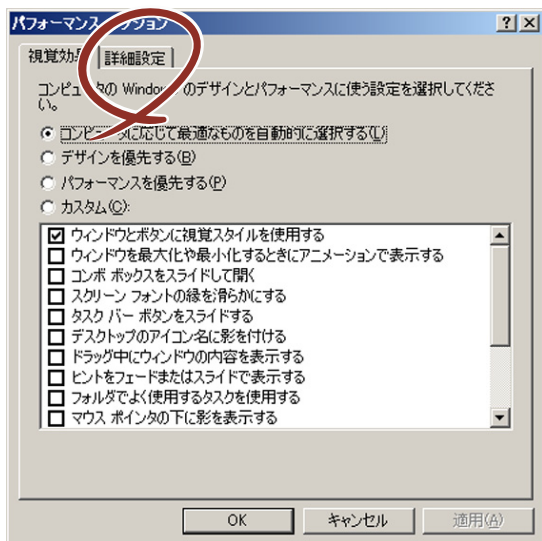 パフォーマンス オプション
視覚効果 詳細設定
コンピュータの Windows のデザインとパフォーマンスに使う設定を選択してくださ
い。
コンピュータに応じて最適なものを自動的に選択する(L)
デザインを優先する(B)
パフォーマンスを優先する(P)
カスタム(C):
ウィンドウとボタンに視覚スタイルを使用する
ウィンドウを最大化や最小化するときにアニメーションで表示する
コンボ ボックスをスライドして開く
スクリーン フォントの縁を滑らかにする
タスク バー ボタンをスライドする
デスクトップのアイコン名に影を付ける
ドラッグ中にウィンドウの内容を表示する
ヒントをフェードまたはスライドで表示する
フォルダでよく使用するタスクを使用する
マウス ポインタの下に影を表示する
OK キャンセル 適用(A)